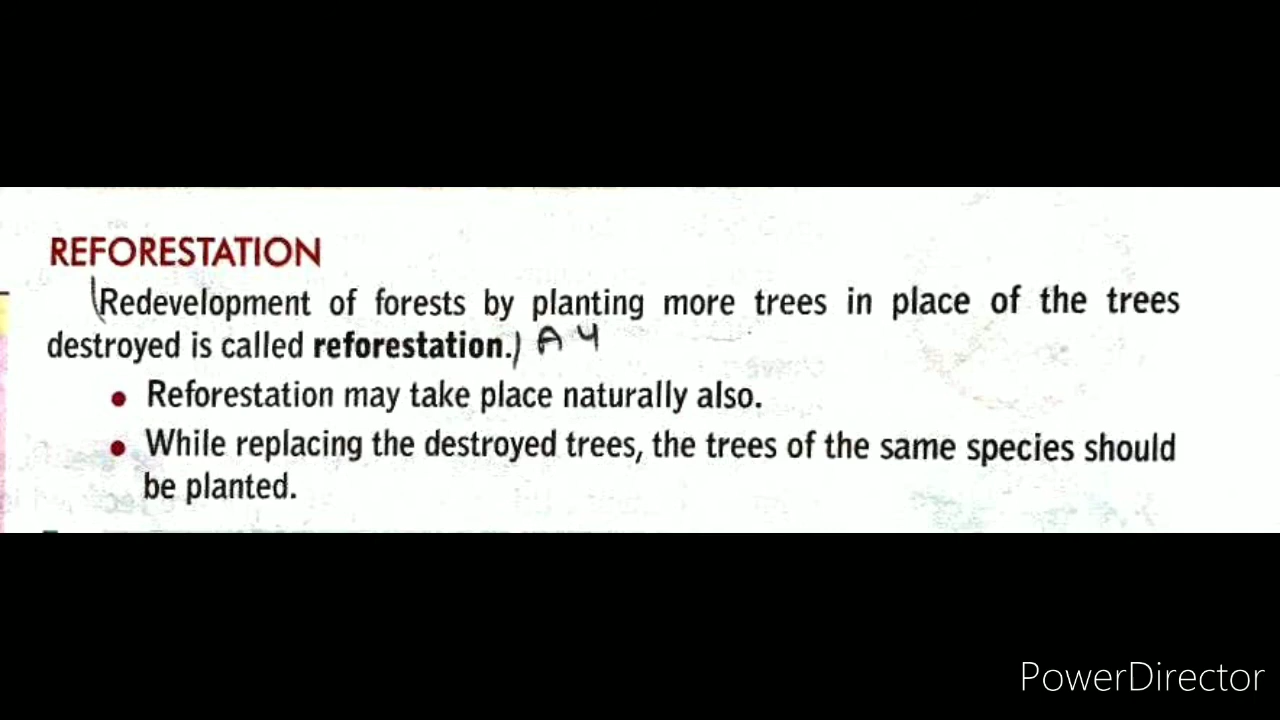 REFORESTATION
(Redevelopment of forests by planting more trees in place of the trees
destroyed is called reforestation.) A 4
• Reforestation may take place naturally also.
• While replacing the destroyed trees, the trees of the same species should
be planted.
PowerDirector